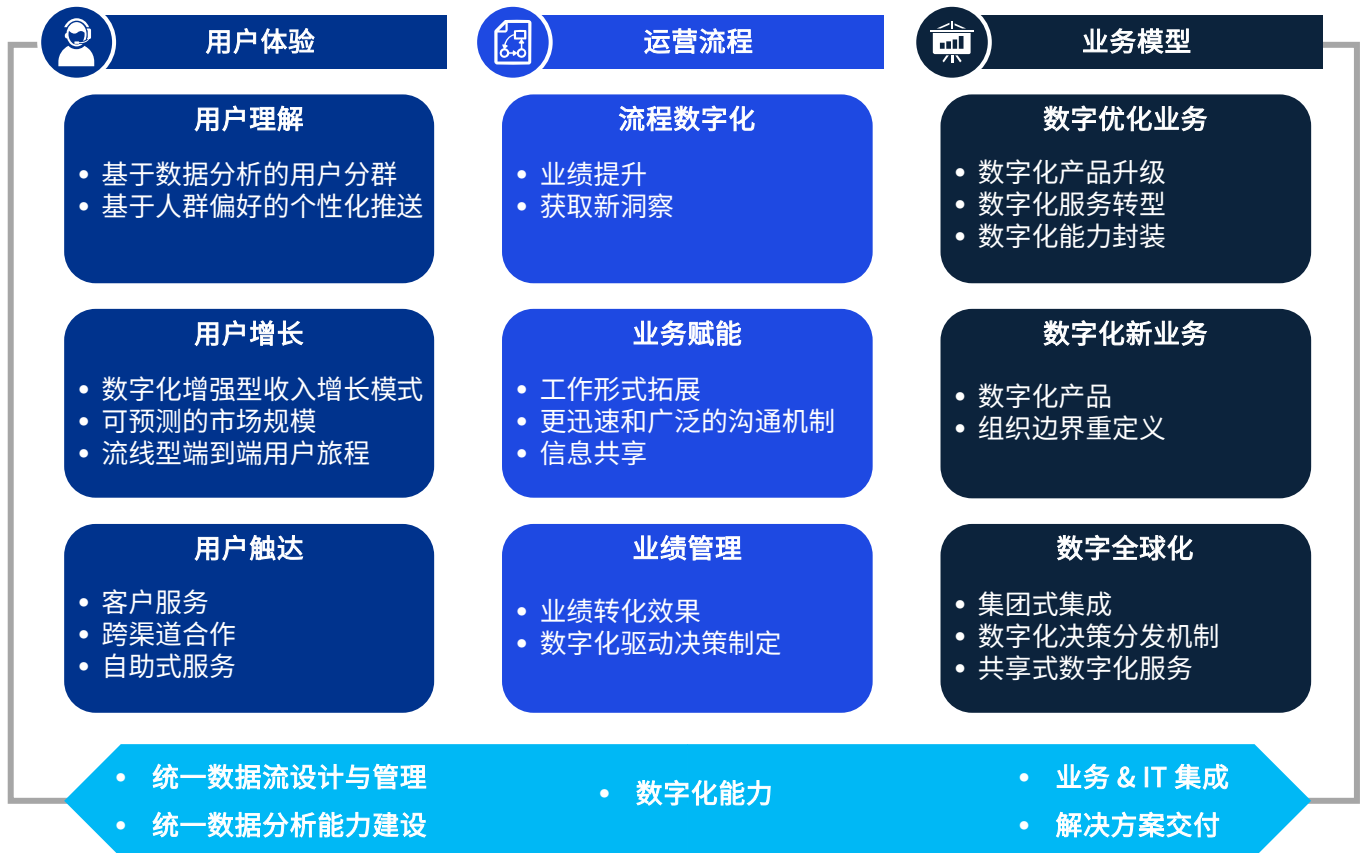 用户体验
用户理解
基于数据分析的用户分群
基于人群偏好的个性化推送
用户增长
数字化增强型收入增长模式
可预测的市场规模
流线型端到端用户旅程
用户触达
客户服务
跨渠道合作
自助式服务
运营流程
流程数字化
业绩提升
获取新洞察
业务赋能
工作形式拓展
更迅速和广泛的沟通机制
信息共享
业绩管理
业绩转化效果
数字化驱动决策制定
业务模型
数字优化业务
数字化产品升级
数字化服务转型
数字化能力封装
数字化新业务
数字化产品
组织边界重定义
数字全球化
集团式集成
数字化决策分发机制
共享式数字化服务
统一数据流设计与管理
统一数据分析能力建设
数字化能力
业务 & IT 集成
解决方案交付